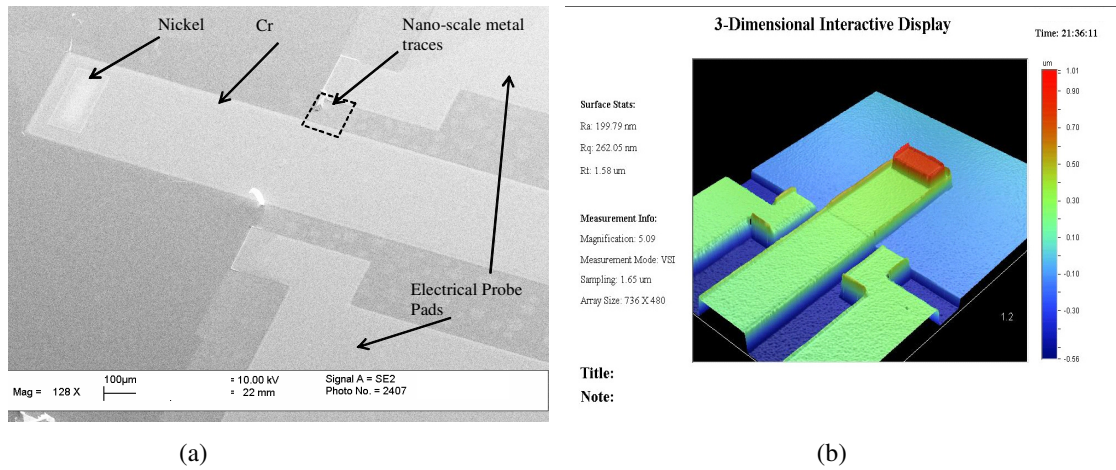 Nickel
Cr
Nano-scale metal
traces
Electrical Probe
Pads
Mag = 128 X
100µm
= 10.00 kV
= 22 mm
Signal A = SE2
Photo No. = 2407
(a)
3-Dimensional Interactive Display
Time: 21:36:11
Surface Stats:
Ra: 199.79 nm
Rq: 262.05 nm
Rt: 1.58 um
Measurement Info:
Magnification: 5.09
Measurement Mode: VSI
Sampling: 1.65 um
Array Size: 736 X 480
um
1.01
0.70
0.50
0.30
0.10
-0.10
-0.30
-0.56
1.2
Title:
Note:
(b)